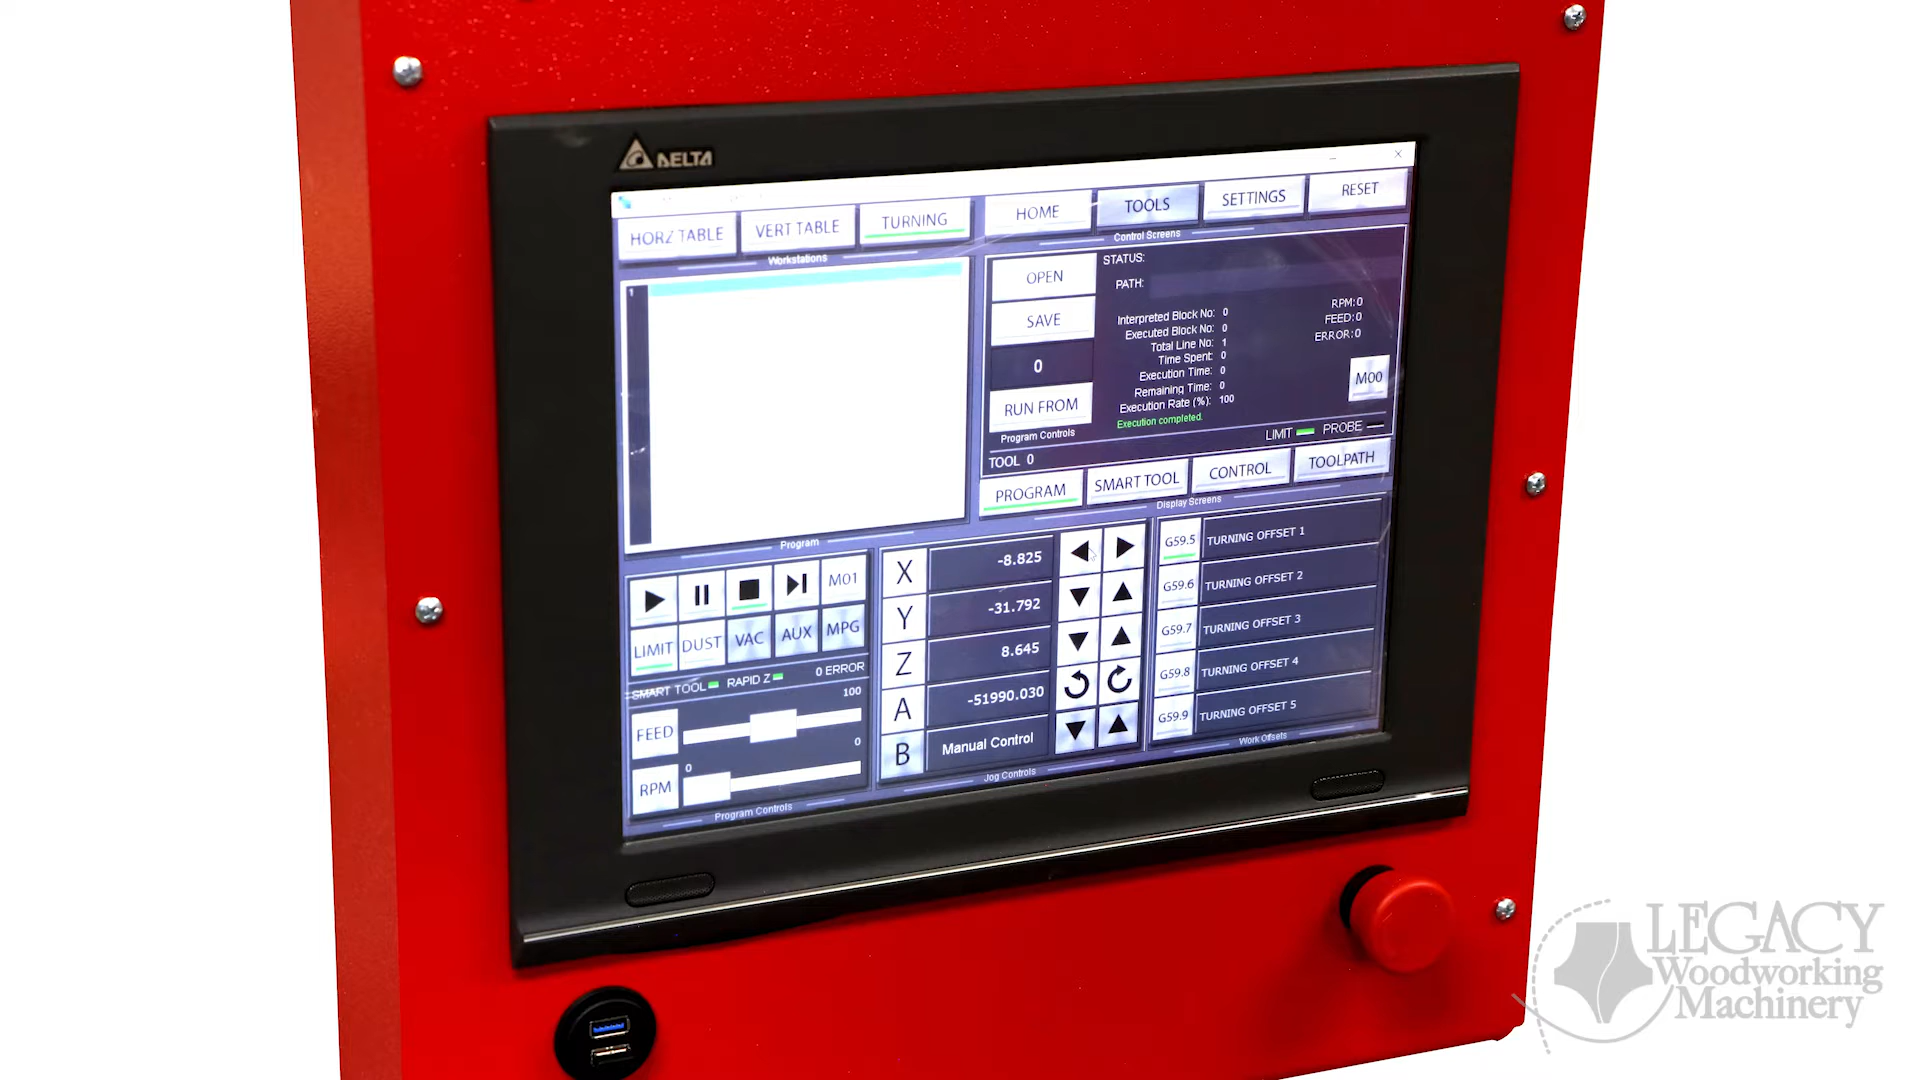 DELTA
HORZ TABLE
VERT TABLE
TURNING
Workstations
HOME
TOOLS
SETTINGS
RESET
Control Screens
1
OPEN
SAVE
0
RUN FROM
Program Controls
STATUS:
PATH:
Interpreted Block No: 0
Executed Block No: 0
Total Line No: 1
Time Spent: 0
Execution Time: 0
Remaining Time: 0
Execution Rate (%): 100
Execution completed.
RPM:0
FEED:0
ERROR:0
M00
LIMIT
PROBE
TOOL 0
PROGRAM
SMART TOOL
CONTROL
TOOLPATH
Display Screens
Program
M01
LIMIT
DUST
VAC
AUX
MPG
SMART TOOL
RAPID Z
0 ERROR
100
FEED
0
0
RPM
Program Controls
X -8.825
Y -31.792
Z 8.645
A -51990.030
B Manual Control
Jog Controls
G59.5 TURNING OFFSET 1
G59.6 TURNING OFFSET 2
G59.7 TURNING OFFSET 3
G59.8 TURNING OFFSET 4
G59.9 TURNING OFFSET 5
Work Offsets
LEGACY
Woodworking
Machinery